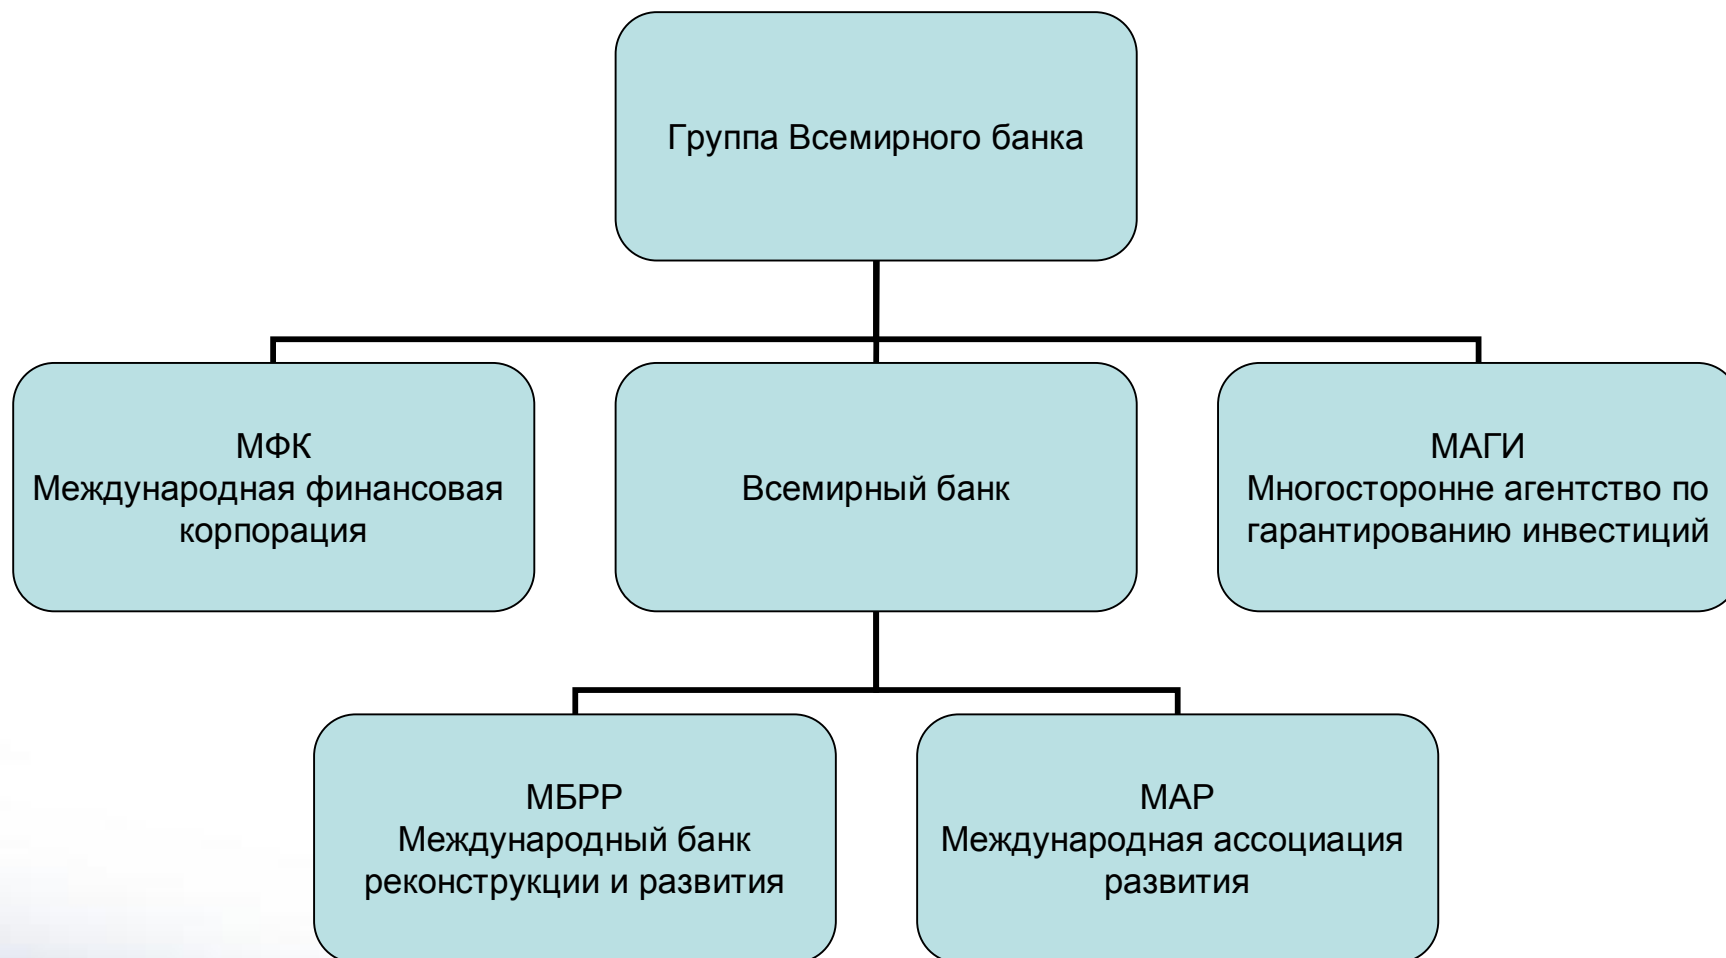 Группа Всемирного банка
МФК
Международная финансовая
корпорация
Всемирный банк
МАГИ
Многосторонне агентство по
гарантированию инвестиций
МБРР
Международный банк
реконструкции и развития
МАР
Международная ассоциация
развития